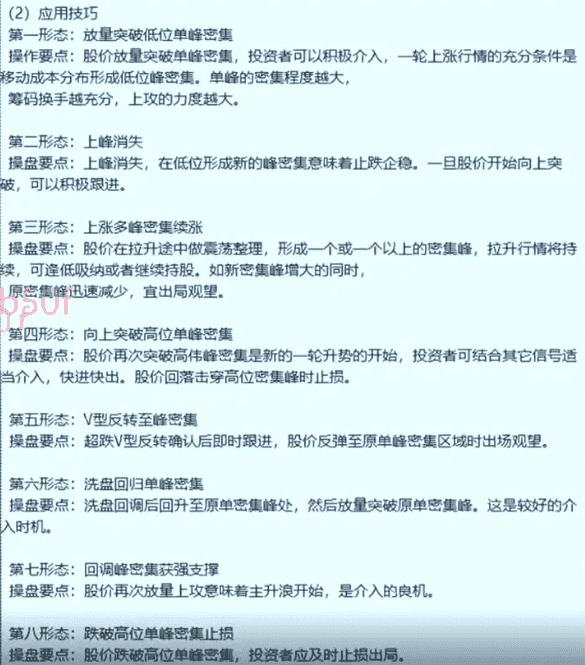 （2）应用技巧
第一形态：放量突破低位单峰密集
操作要点：股价放量突破单峰密集，投资者可以积极介入，一轮上涨行情的充分条件是
移动成本分布形成低位峰密集。单峰的密集程度越大，
筹码换手越充分，上攻的力度越大。
第二形态：上峰消失
操盘要点：上峰消失，在低位形成新的峰密集意味着止跌企稳。一旦股价开始向上突
破，可以积极跟进。
第三形态：上涨多峰密集续涨
操盘要点：股价在拉升途中做震荡整理，形成一个或一个以上的密集峰，拉升行情将持
续，可逢低吸纳或者继续持股。如新密集峰增大的同时，
原密集峰迅速减少，宜出局观望。
第四形态：向上突破高位单峰密集
操盘要点：股价再次突破高伟峰密集是新的一轮升势的开始，投资者可结合其它信号适
当介入，快进快出。股价回落击穿高位密集峰时止损。
第五形态：V型反转至峰密集
操盘要点：超跌V型反转确认后即时跟进，股价反弹至原单峰密集区域时出场观望。
第六形态：洗盘回归单峰密集
操盘要点：洗盘回调后回升至原单密集峰处，然后放量突破原单密集峰。这是较好的介
入时机。
第七形态：回调峰密集获强支撑
操盘要点：股价再次放量上攻意味着主升浪开始，是介入的良机。
第八形态：跌破高位单峰密集止损
操盘要点：股价跌破高位单峰密集，投资者应及时止损出局。